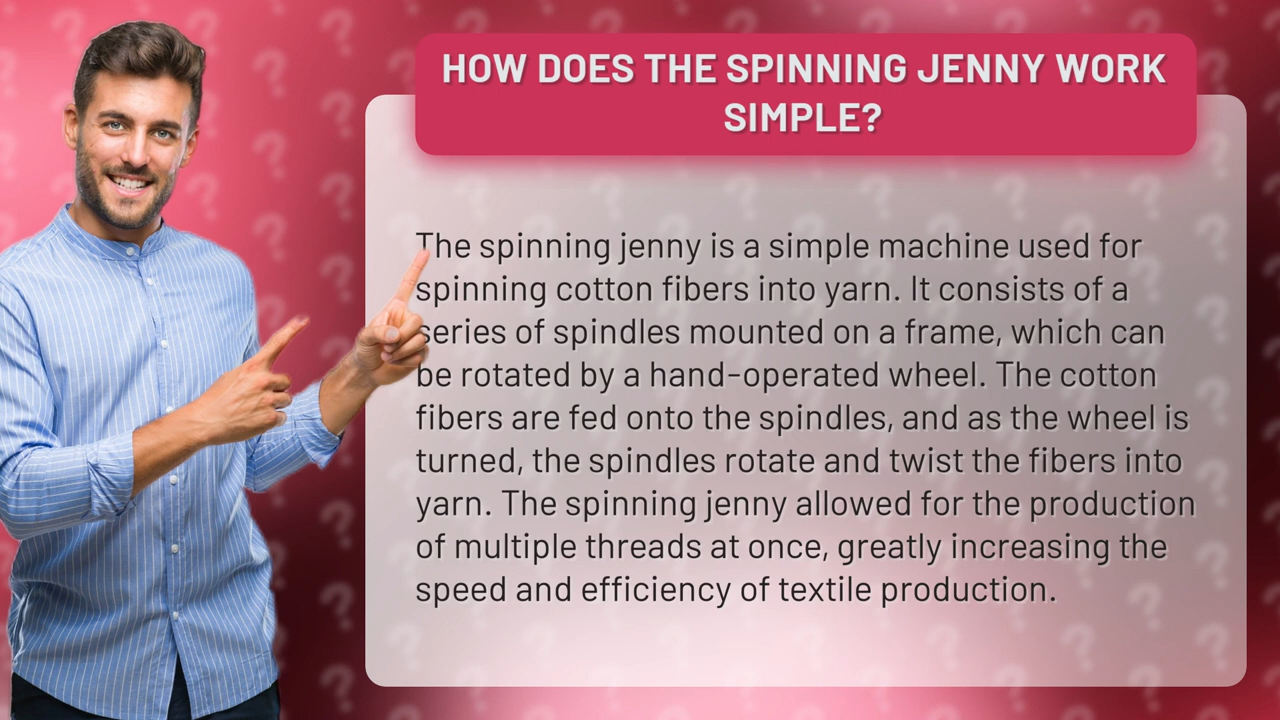 HOW DOES THE SPINNING JENNY WORK
SIMPLE?
The spinning jenny is a simple machine used for
spinning cotton fibers into yarn. It consists of a
series of spindles mounted on a frame, which can
be rotated by a hand-operated wheel. The cotton
fibers are fed onto the spindles, and as the wheel is
turned, the spindles rotate and twist the fibers into
yarn. The spinning jenny allowed for the production
of multiple threads at once, greatly increasing the
speed and efficiency of textile production.